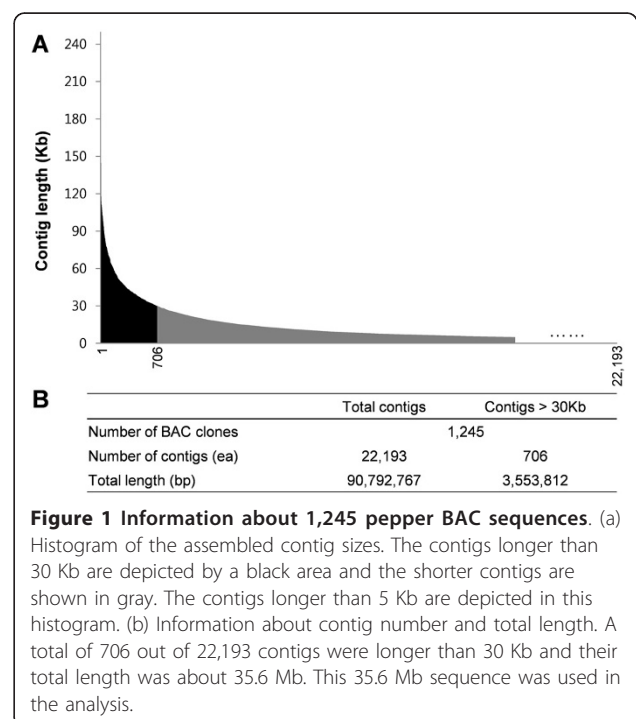 A
240
210
180
150
120
90
60
30
0
Contig length (Kb)
1
706
......
22,193
B
Total contigs Contigs > 30Kb
Number of BAC clones 1,245
Number of contigs (ea) 22,193 706
Total length (bp) 90,792,767 3,553,812
Figure 1 Information about 1,245 pepper BAC sequences. (a)
Histogram of the assembled contig sizes. The contigs longer than
30 Kb are depicted by a black area and the shorter contigs are
shown in gray. The contigs longer than 5 Kb are depicted in this
histogram. (b) Information about contig number and total length. A
total of 706 out of 22,193 contigs were longer than 30 Kb and their
total length was about 35.6 Mb. This 35.6 Mb sequence was used in
the analysis.